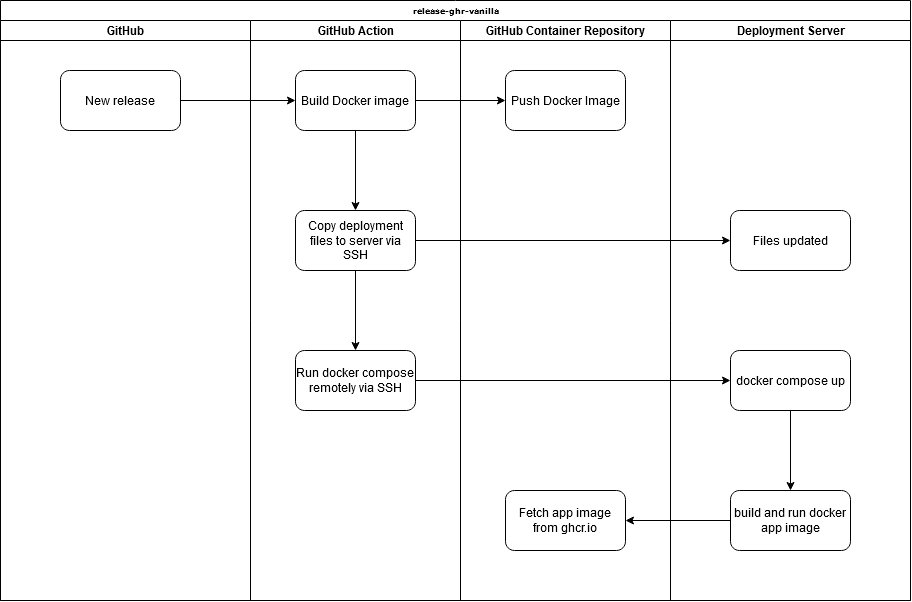 release-ghr-vanilla
GitHub
GitHub Action
GitHub Container Repository
Deployment Server
New release
Build Docker image
Push Docker Image
Copy deployment
files to server via
SSH
Files updated
Run docker compose
remotely via SSH
docker compose up
Fetch app image
from ghcr.io
build and run docker
app image